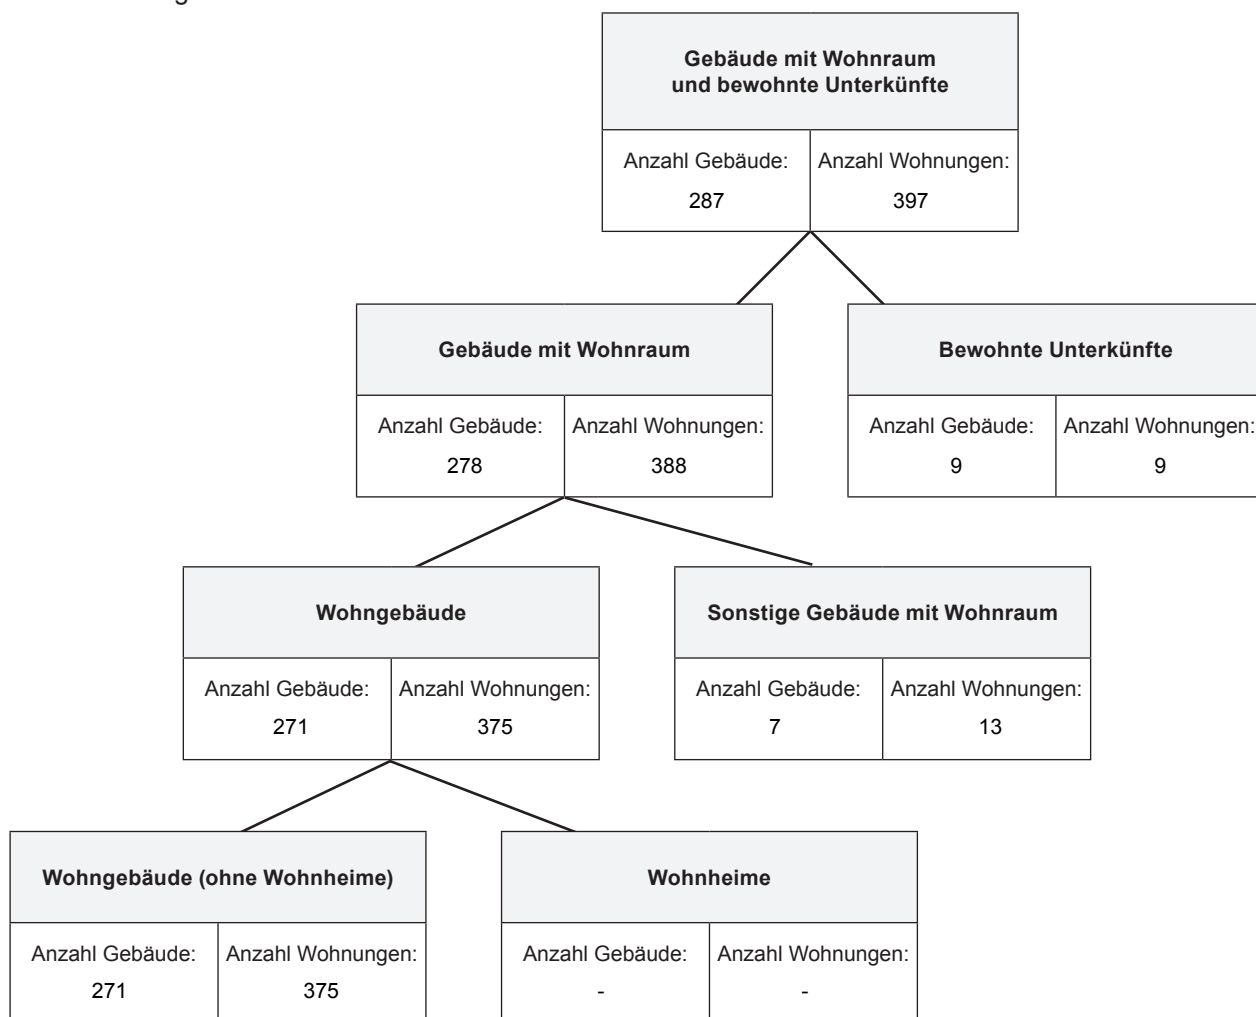 Gebäude mit Wohnraum
und bewohnte Unterkünfte
Anzahl Gebäude: Anzahl Wohnungen:
287 397
Gebäude mit Wohnraum
Bewohnte Unterkünfte
Anzahl Gebäude: Anzahl Wohnungen:
278 388
Anzahl Gebäude: Anzahl Wohnungen:
9 9
Wohngebäude
Sonstige Gebäude mit Wohnraum
Anzahl Gebäude: Anzahl Wohnungen:
271 375
Anzahl Gebäude: Anzahl Wohnungen:
7 13
Wohngebäude (ohne Wohnheime)
Wohnheime
Anzahl Gebäude: Anzahl Wohnungen:
271 375
Anzahl Gebäude: Anzahl Wohnungen:
- -